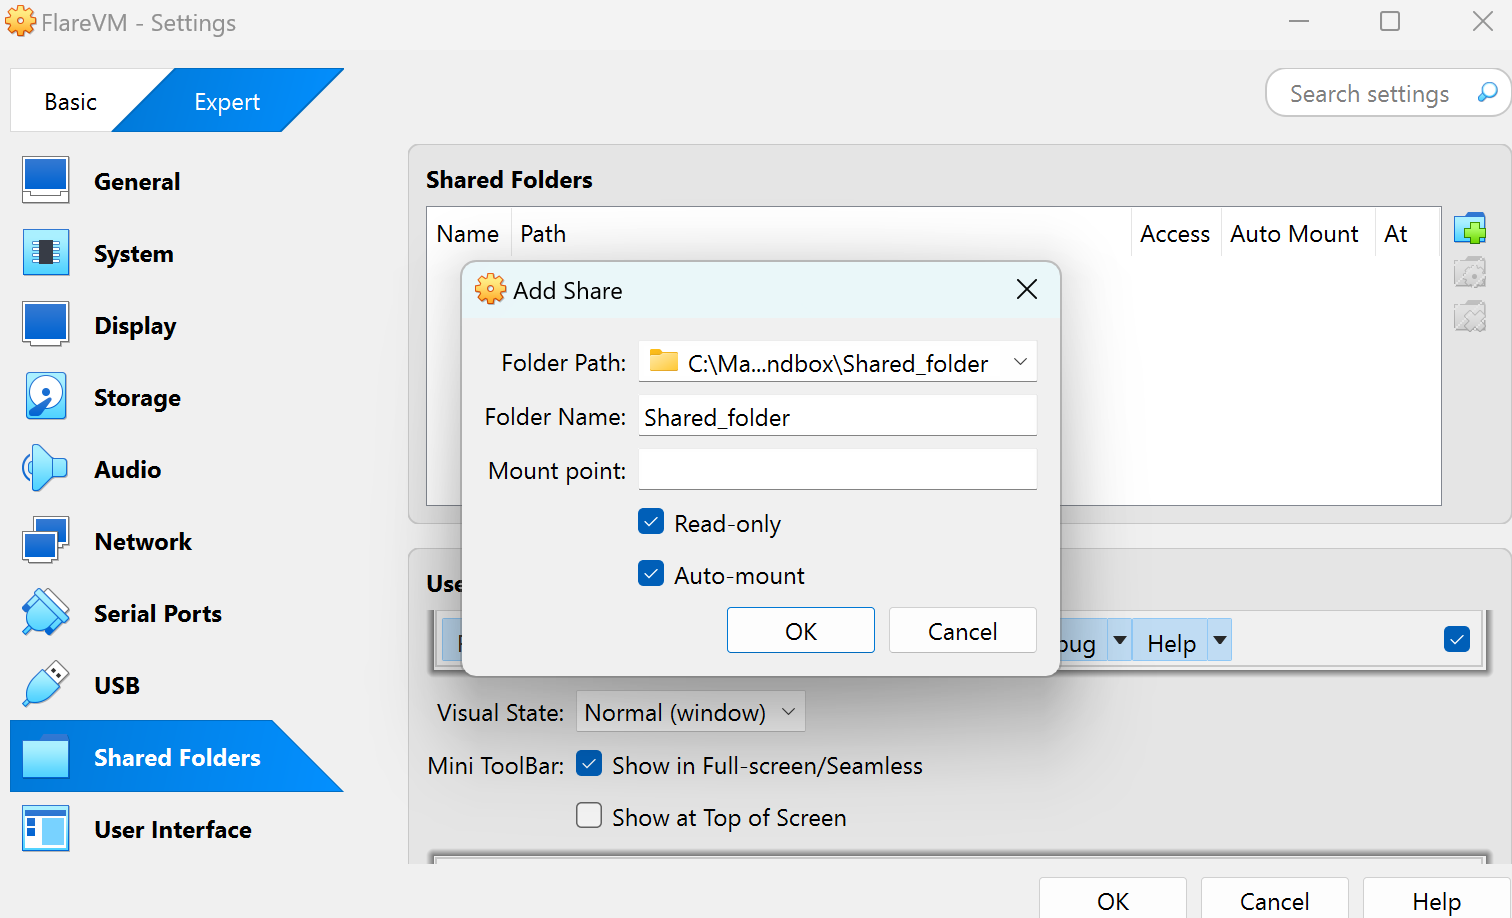 FlareVM - Settings
Basic
Expert
Search settings
General
System
Display
Storage
Audio
Network
Serial Ports
USB
Shared Folders
User Interface
Shared Folders
Name
Path
Access
Auto Mount
At
Add Share
Folder Path:
C:\Ma...ndbox\Shared_folder
Folder Name:
Shared_folder
Mount point:
Read-only
Auto-mount
OK
Cancel
Use
bug
Help
Visual State:
Normal (window)
Mini ToolBar:
Show in Full-screen/Seamless
Show at Top of Screen
OK
Cancel
Help